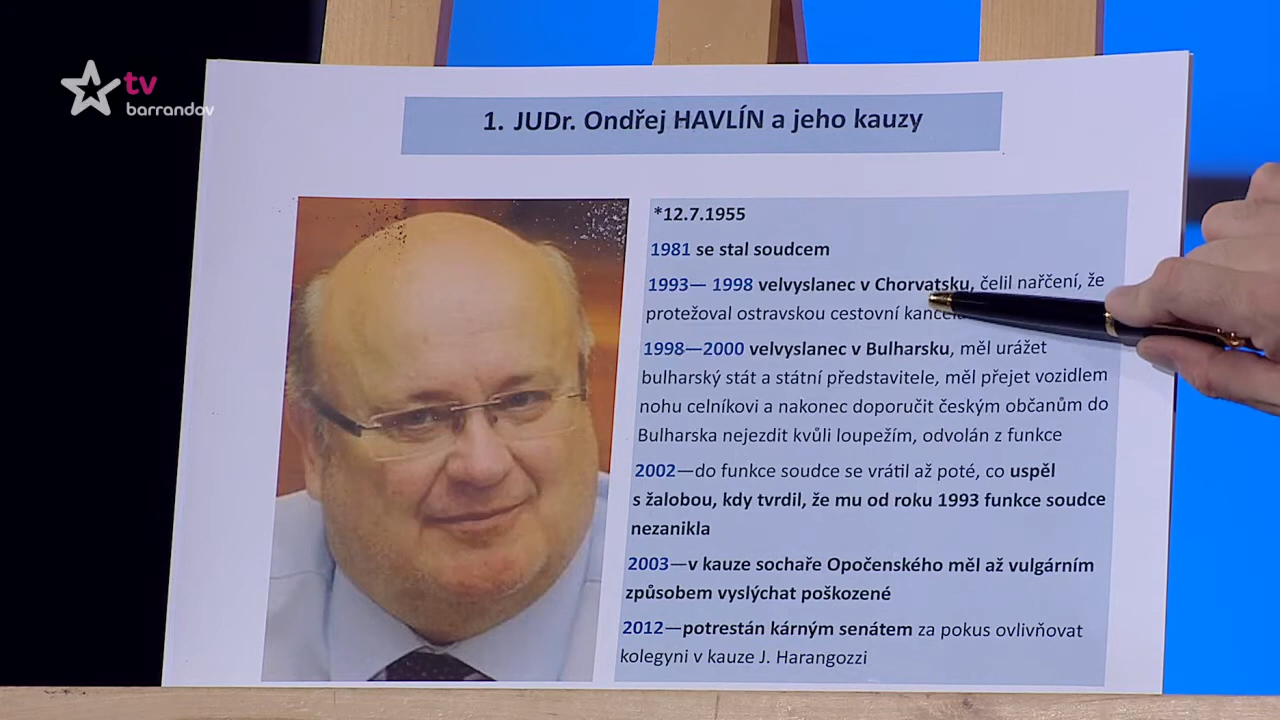 tv
barrandov
1. JUDr. Ondřej HAVLÍN a jeho kauzy
*12.7.1955
1981 se stal soudcem
1993— 1998 velvyslanec v Chorvatsku, čelil nařčení, že
protežoval ostravskou cestovní
1998—2000 velvyslanec v Bulharsku, měl urážet
bulharský stát a státní představitele, měl přejet vozidlem
nohu celníkovi a nakonec doporučit českým občanům do
Bulharska nejezdit kvůli loupežím, odvolán z funkce
2002—do funkce soudce se vrátil až poté, co uspěl
s žalobou, kdy tvrdil, že mu od roku 1993 funkce soudce
nezanikla
2003—v kauze sochaře Opočenského měl až vulgárním
způsobem vyslýchat poškozené
2012—potrestán kárným senátem za pokus ovlivňovat
kolegyni v kauze J. Harangozzi